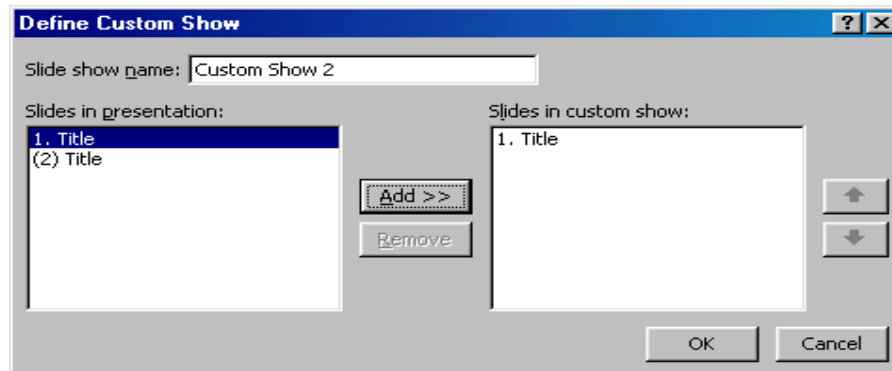 Define Custom Show
Slide show name: Custom Show 2
Slides in presentation:
1. Title
(2) Title
Add >>
Remove
Slides in custom show:
1. Title
OK
Cancel